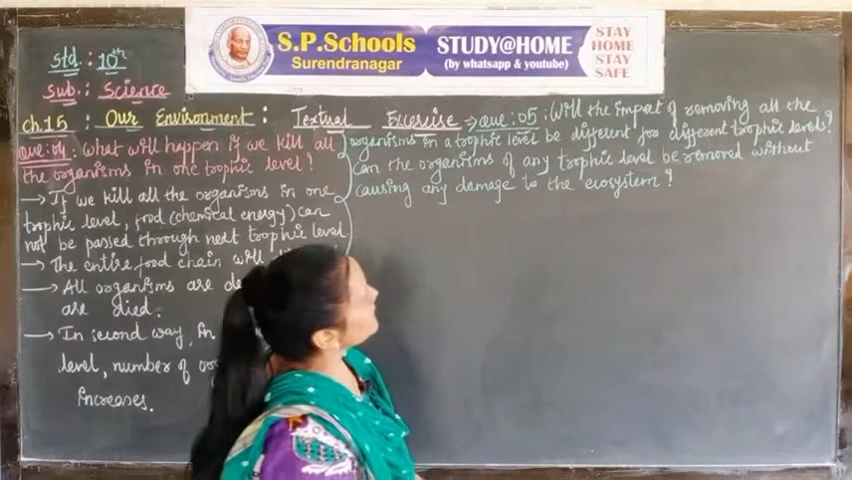 S.P.Schools
Surendranagar
STUDY@HOME
(by whatsapp & youtube)
STAY
HOME
STAY
SAFE
std : 10th
sub : Science
Ch.15 : Our Environment : Textual Excercise
que:04: What will happen if we kill all
the organisms in one trophic level?
→ If we kill all the organisms in one
trophic level, food (chemical energy) can
not be passed through next trophic level
→ The entire food chain will
→ All organisms are
are died.
→ In second way, in
level, number of
increases.
→ que:05: Will the impact of removing all the
organisms in a trophic level be different for different trophic levels?
can the organisms of any trophic level be removed without
causing any damage to the ecosystem?